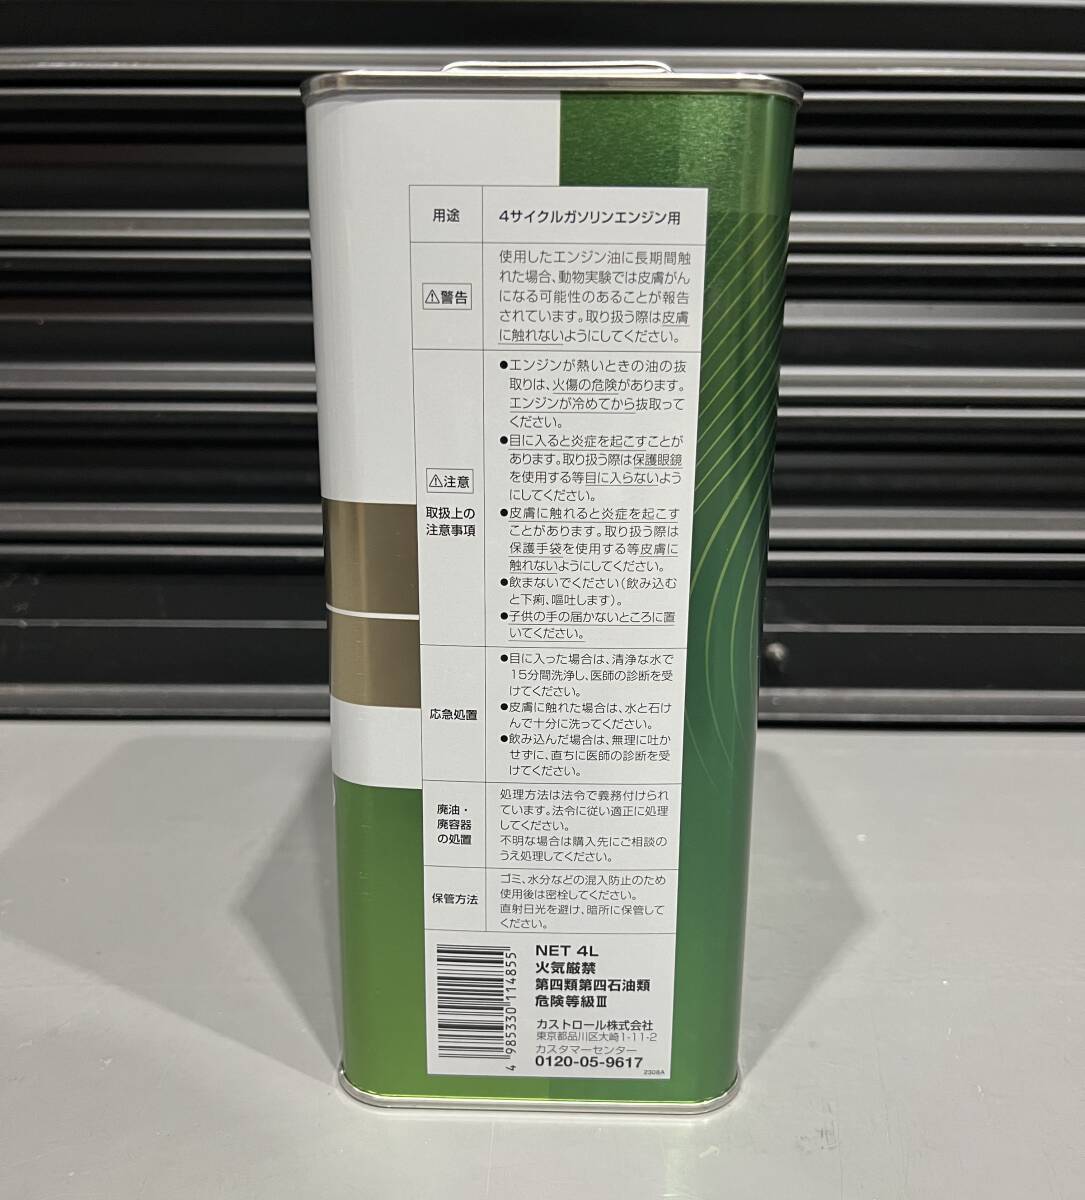 用途
4サイクルガソリンエンジン用
⚠警告
使用したエンジン油に長期間触
れた場合、動物実験では皮膚がん
になる可能性のあることが報告
されています。取り扱う際は皮膚
に触れないようにしてください。
⚠注意
取扱上の
注意事項
●エンジンが熱いときの油の抜
取りは、火傷の危険があります。
エンジンが冷めてから抜取って
ください。
●目に入ると炎症を起こすことが
あります。取り扱う際は保護眼鏡
を使用する等目に入らないよう
にしてください。
●皮膚に触れると炎症を起こす
ことがあります。取り扱う際は
保護手袋を使用する等皮膚に
触れないようにしてください。
●飲まないでください（飲み込む
と下痢、嘔吐します）。
●子供の手の届かないところに置
いてください。
応急処置
●目に入った場合は、清浄な水で
15分間洗浄し、医師の診断を受
けてください。
●皮膚に触れた場合は、水と石け
んで十分に洗ってください。
●飲み込んだ場合は、無理に吐か
せずに、直ちに医師の診断を受
けてください。
廃油・
廃容器
の処置
処理方法は法令で義務付けられ
ています。法令に従い適正に処理
してください。
不明な場合は購入先にご相談の
うえ処理してください。
保管方法
ゴミ、水分などの混入防止のため
使用後は密栓してください。
直射日光を避け、暗所に保管して
ください。
4 985330 114855
NET 4L
火気厳禁
第四類第四石油類
危険等級Ⅲ
カストロール株式会社
東京都品川区大崎1-11-2
カスタマーセンター
0120-05-9617
2308A